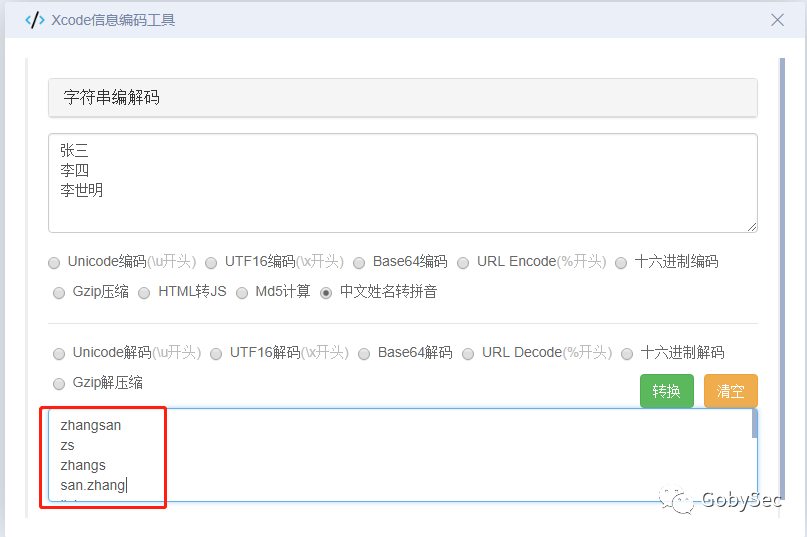 </> Xcode信息编码工具
字符串编解码
张三
李四
李世明
Unicode编码(\u开头) UTF16编码(\x开头) Base64编码 URL Encode(%开头) 十六进制编码
Gzip压缩 HTML转JS Md5计算 中文姓名转拼音
Unicode解码(\u开头) UTF16解码(\x开头) Base64解码 URL Decode(%开头) 十六进制解码
Gzip解压缩
转换 清空
zhangsan
zs
zhangs
san.zhang
GobySec